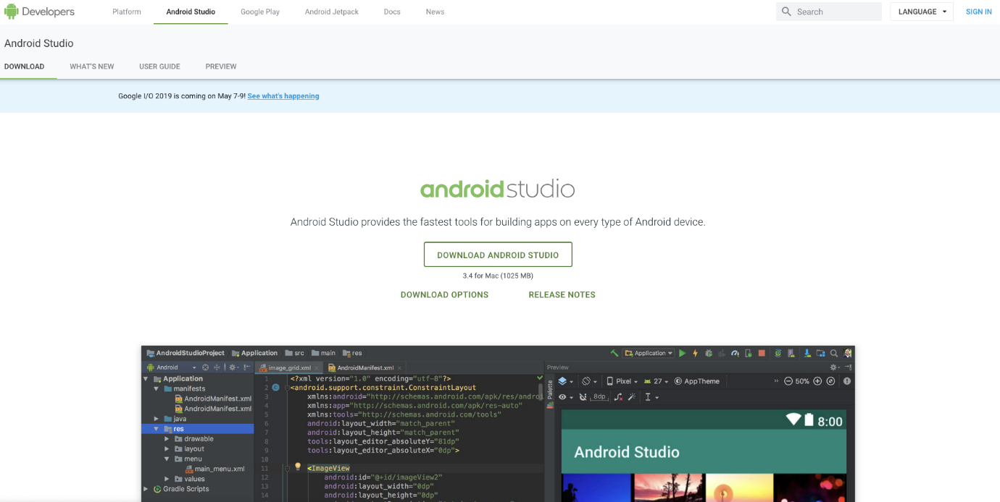 Developers
Platform
Android Studio
Google Play
Android Jetpack
Docs
News
Search
LANGUAGE
SIGN IN
Android Studio
DOWNLOAD
WHAT'S NEW
USER GUIDE
PREVIEW
Google I/O 2019 is coming on May 7-9! See what's happening
androidstudio
Android Studio provides the fastest tools for building apps on every type of Android device.
DOWNLOAD ANDROID STUDIO
3.4 for Mac (1025 MB)
DOWNLOAD OPTIONS
RELEASE NOTES
AndroidStudioProject
Application
src
main
res
Application
Android
image_grid.xml
AndroidManifest.xml
Preview
Application
manifests
AndroidManifest.xml
AndroidManifest.xml
java
res
drawable
layout
menu
main_menu.xml
values
Gradle Scripts
1 <?xml version="1.0" encoding="utf-8"?>
2 <android.support.constraint.ConstraintLayout
3 xmlns:android="http://schemas.android.com/apk/res/androi
4 xmlns:app="http://schemas.android.com/apk/res-auto"
5 xmlns:tools="http://schemas.android.com/tools"
6 android:layout_width="match_parent"
7 android:layout_height="match_parent"
8 tools:layout_editor_absoluteY="81dp"
9 tools:layout_editor_absoluteX="0dp">
10
11 <ImageView
12 android:id="@+id/imageView2"
13 android:layout_width="0dp"
14 android:layout_height="0dp"
Palette
Pixel
27
AppTheme
50%
8dp
8:00
Android Studio